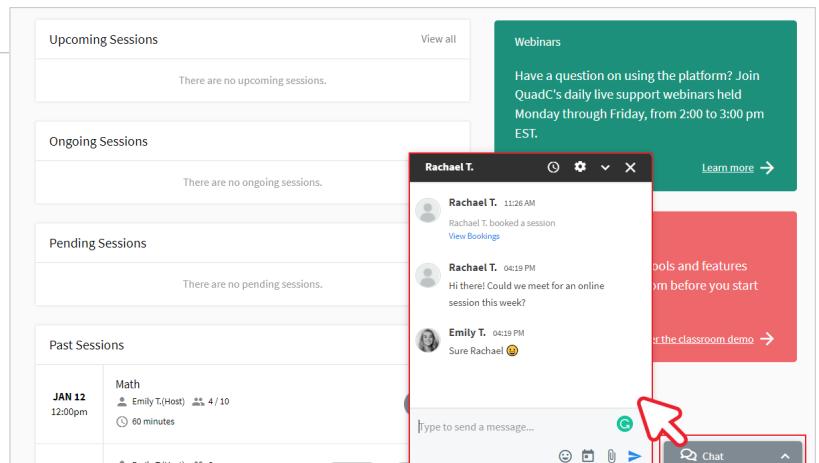 Upcoming Sessions
View all
There are no upcoming sessions.
Ongoing Sessions
There are no ongoing sessions.
Pending Sessions
There are no pending sessions.
Past Sessions
JAN 12
12:00pm
Math
Emily T.(Host) 4 / 10
60 minutes
Webinars
Have a question on using the platform? Join
QuadC's daily live support webinars held
Monday through Friday, from 2:00 to 3:00 pm
EST.
Learn more
and features
before you start
the classroom demo
Rachael T.
Rachael T. 11:26 AM
Rachael T. booked a session
View Bookings
Rachael T. 04:19 PM
Hi there! Could we meet for an online
session this week?
Emily T. 04:19 PM
Sure Rachael 😀
Type to send a message...
Chat